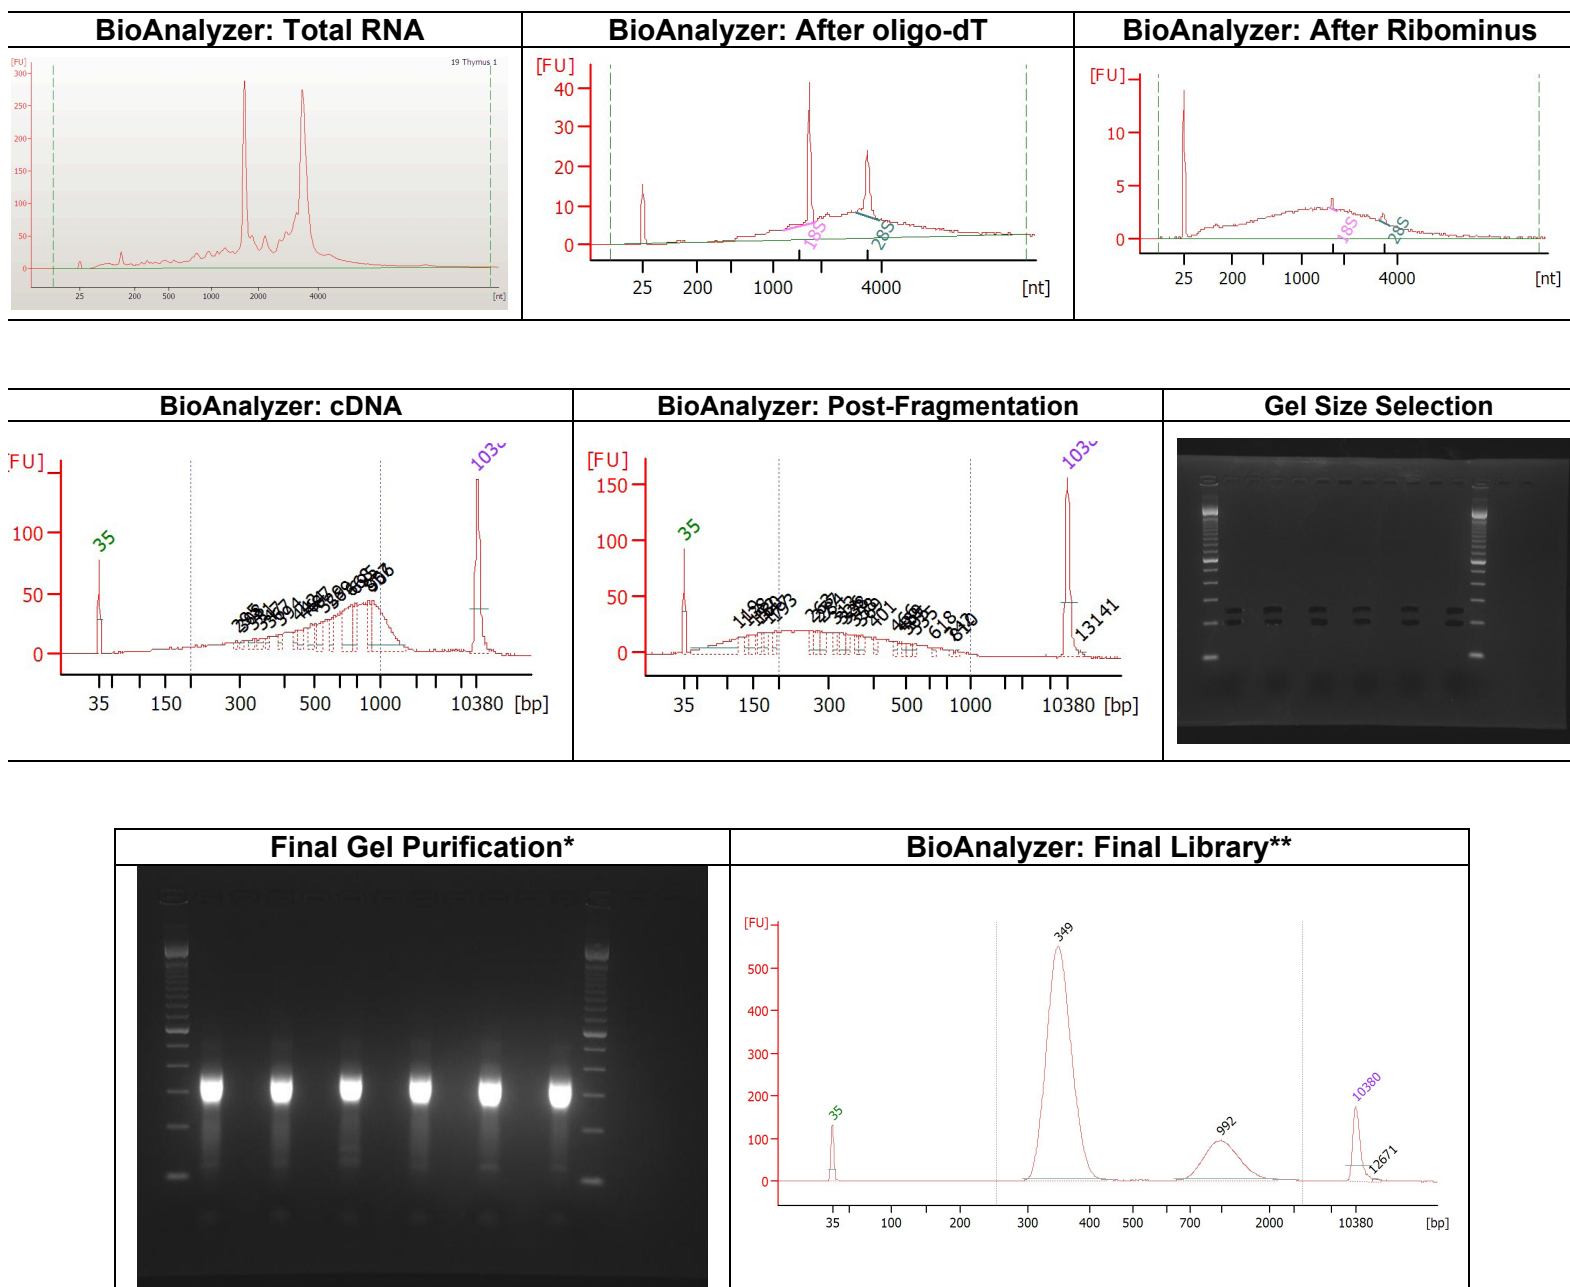 BioAnalyzer: Total RNA
BioAnalyzer: After oligo-dT
BioAnalyzer: After Ribominus
[FU]
19 Thymus 1
300
250
200
150
100
50
0
25 200 500 1000 2000 4000 [nt]
[FU]
40
30
20
10
0
18S
28S
25 200 1000 4000 [nt]
[FU]
10
5
0
18S
28S
25 200 1000 4000 [nt]
BioAnalyzer: cDNA
BioAnalyzer: Post-Fragmentation
Gel Size Selection
[FU]
100
50
0
35
35 150 300 500 1000 10380 [bp]
[FU]
150
100
50
0
35
193
401
618
13141
35 150 300 500 1000 10380 [bp]
Final Gel Purification*
BioAnalyzer: Final Library**
[FU]
500
400
300
200
100
0
35
349
992
10380
12671
35 100 200 300 400 500 700 2000 10380 [bp]